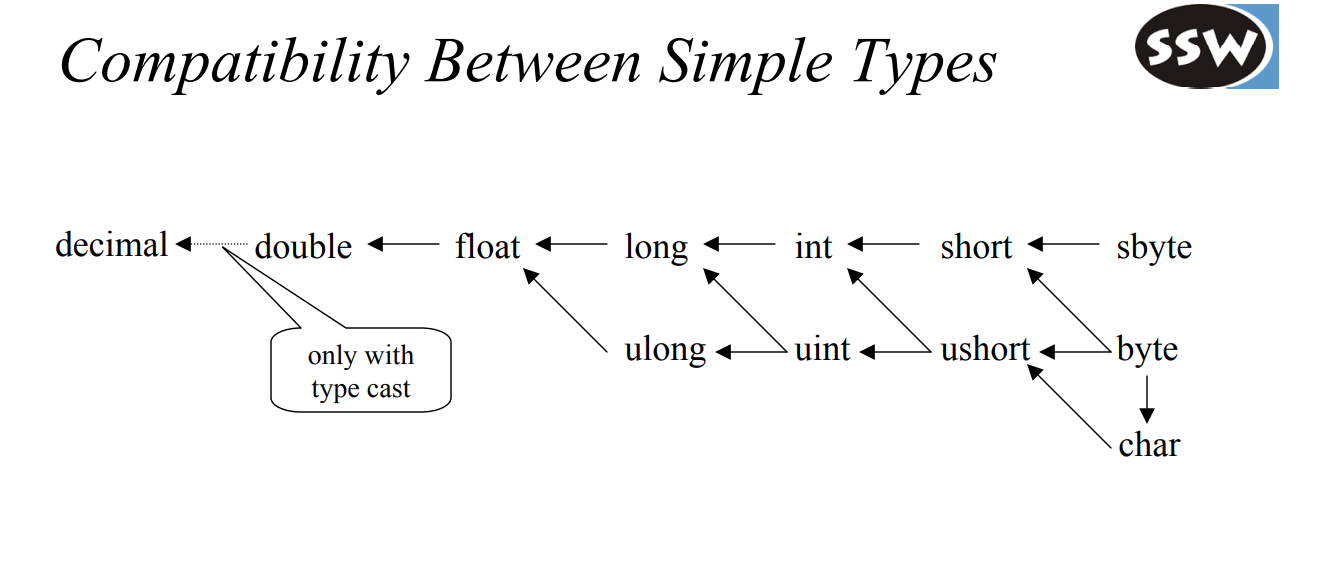 Compatibility Between Simple Types
SSW
decimal double float long int short sbyte
only with
type cast
ulong uint ushort byte
char